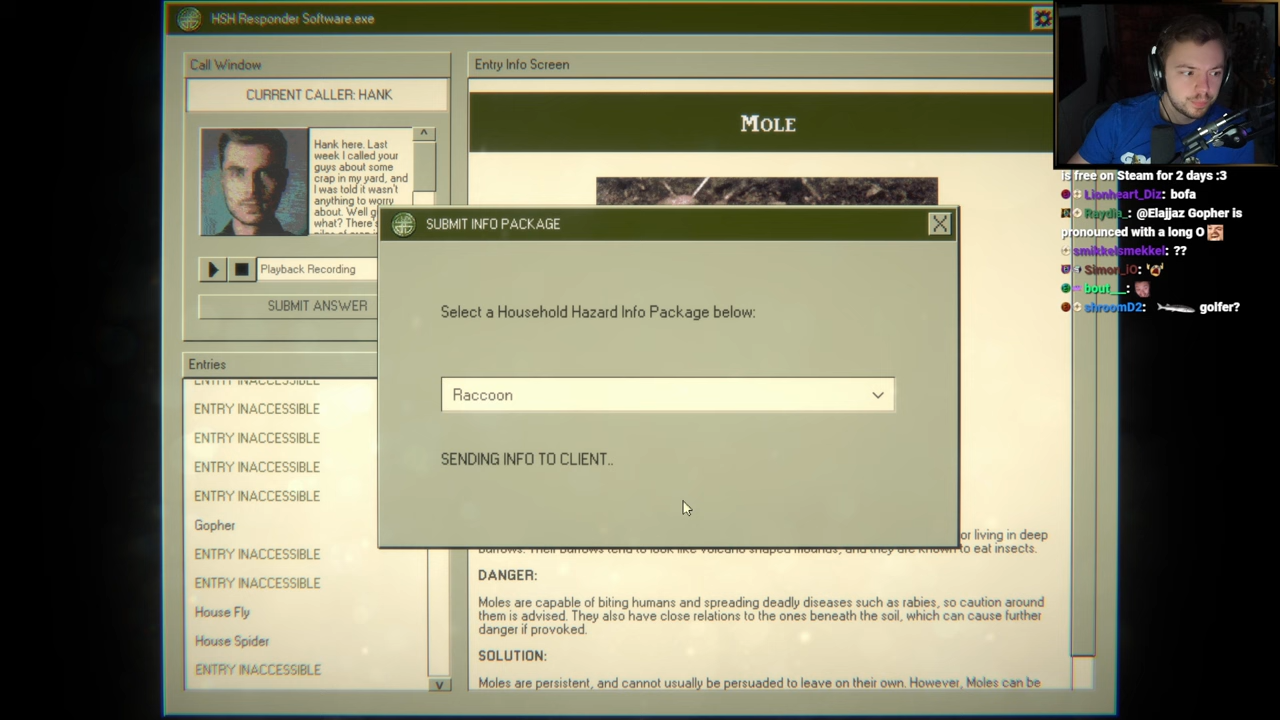 HSH Responder Software.exe
Call Window
CURRENT CALLER: HANK
Hank here. Last
week I called your
guys about some
crap in my yard, and
I was told it wasn't
anything to worry
about. Well g
what? There's
Playback Recording
SUBMIT ANSWER
Entries
ENTRY INACCESSIBLE
ENTRY INACCESSIBLE
ENTRY INACCESSIBLE
ENTRY INACCESSIBLE
ENTRY INACCESSIBLE
Gopher
ENTRY INACCESSIBLE
ENTRY INACCESSIBLE
House Fly
House Spider
ENTRY INACCESSIBLE
Entry Info Screen
MOLE
SUBMIT INFO PACKAGE
Select a Household Hazard Info Package below:
Raccoon
SENDING INFO TO CLIENT..
or living in deep
burrows. Their burrows tend to look like volcano shaped mounds, and they are known to eat insects.
DANGER:
Moles are capable of biting humans and spreading deadly diseases such as rabies, so caution around
them is advised. They also have close relations to the ones beneath the soil, which can cause further
danger if provoked.
SOLUTION:
Moles are persistent, and cannot usually be persuaded to leave on their own. However, Moles can be
is free on Steam for 2 days :3
Lionheart_Diz: bofa
Raydia_: @Elajjaz Gopher is
pronounced with a long O
smikkelsmekkel: ??
Simon_iO:
bout__:
shroomD2: golfer?